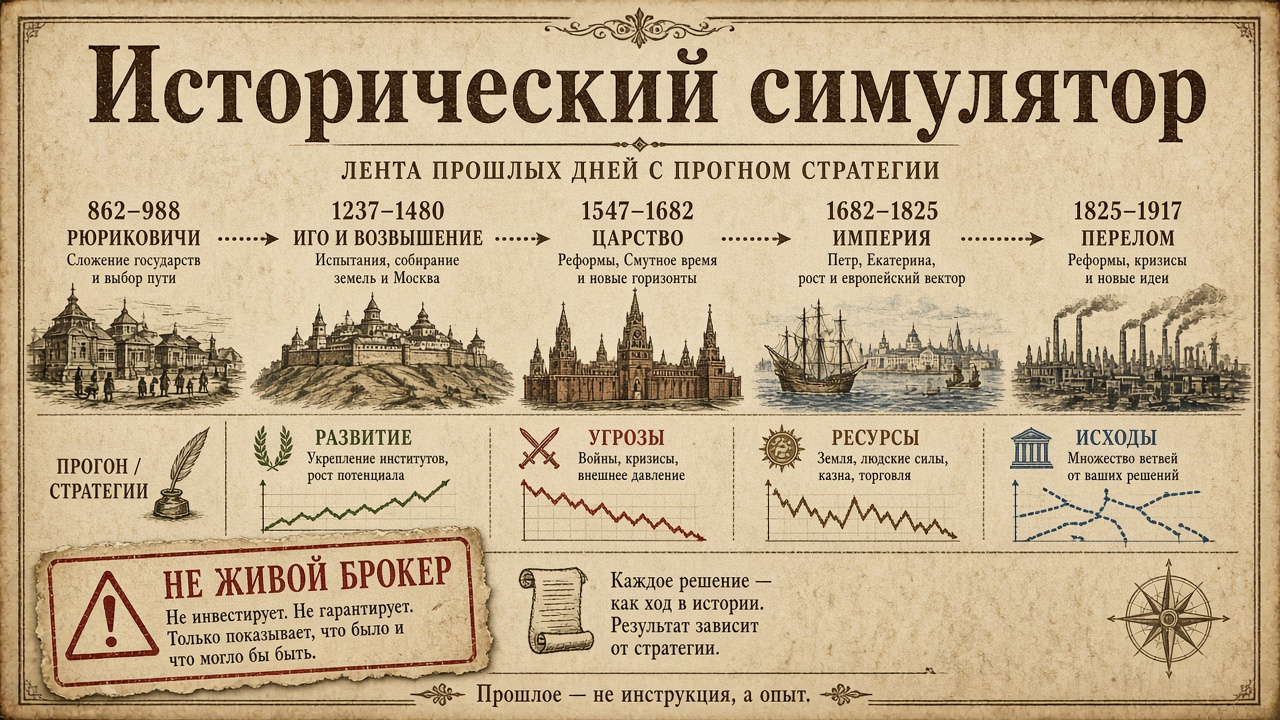 Исторический симулятор
ЛЕНТА ПРОШЛЫХ ДНЕЙ С ПРОГНОМ СТРАТЕГИИ
862–988
РЮРИКОВИЧИ
Сложение государств
и выбор пути
1237–1480
ИГО И ВОЗВЫШЕНИЕ
Испытания, собирание
земель и Москва
1547–1682
ЦАРСТВО
Реформы, Смутное время
и новые горизонты
1682–1825
ИМПЕРИЯ
Петр, Екатерина,
рост и европейский вектор
1825–1917
ПЕРЕЛОМ
Реформы, кризисы
и новые идеи
ПРОГОН /
СТРАТЕГИИ
РАЗВИТИЕ
Укрепление институтов,
рост потенциала
УГРОЗЫ
Войны, кризисы,
внешнее давление
РЕСУРСЫ
Земля, людские силы,
казна, торговля
ИСХОДЫ
Множество ветвей
от ваших решений
НЕ ЖИВОЙ БРОКЕР
Не инвестирует. Не гарантирует.
Только показывает, что было и
что могло бы быть.
Каждое решение —
как ход в истории.
Результат зависит
от стратегии.
Прошлое — не инструкция, а опыт.